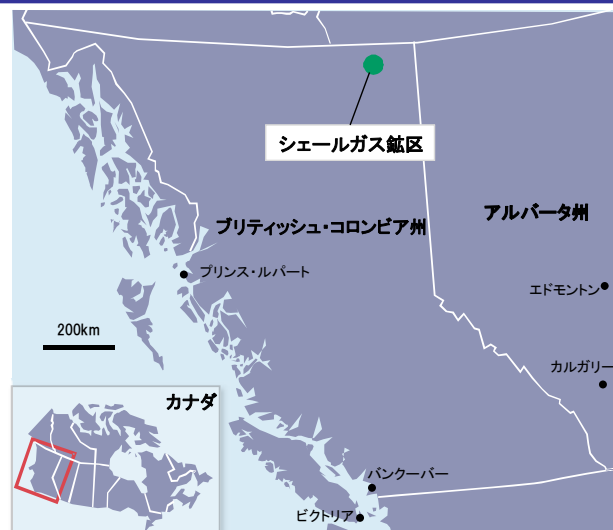 シェールガス鉱区
ブリティッシュ・コロンビア州
アルバータ州
プリンス・ルパート
エドモントン
200km
カルガリー
カナダ
バンクーバー
ビクトリア